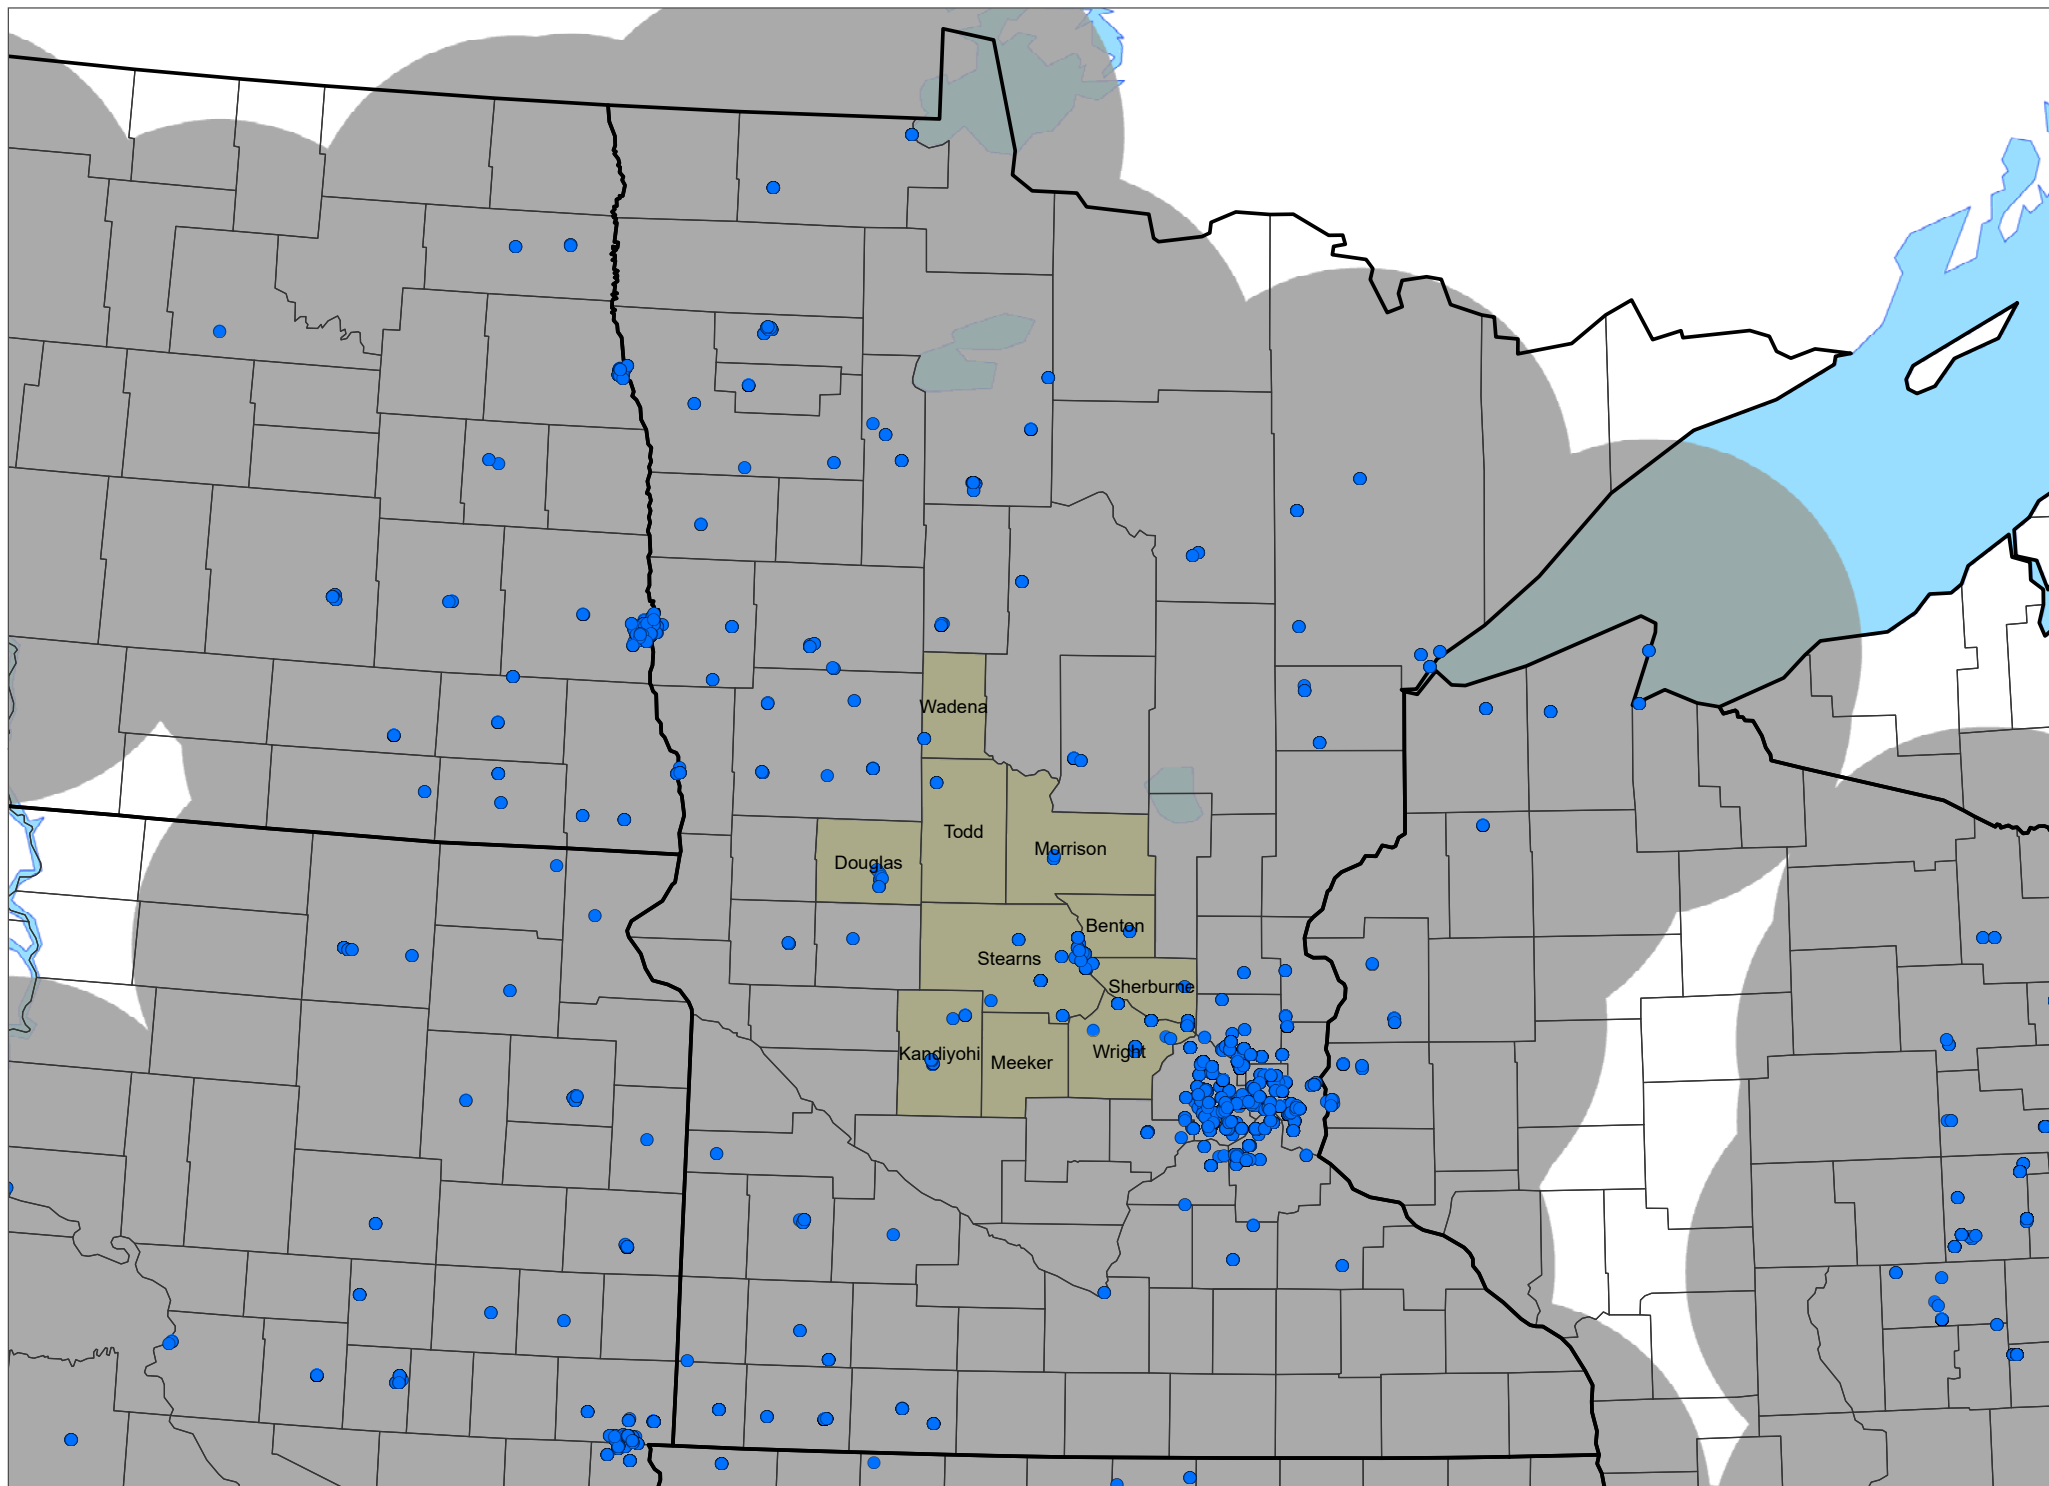 Wadena
Todd
Morrison
Douglas
Benton
Stearns
Sherburne
Wright
Kandiyohi
Meeker